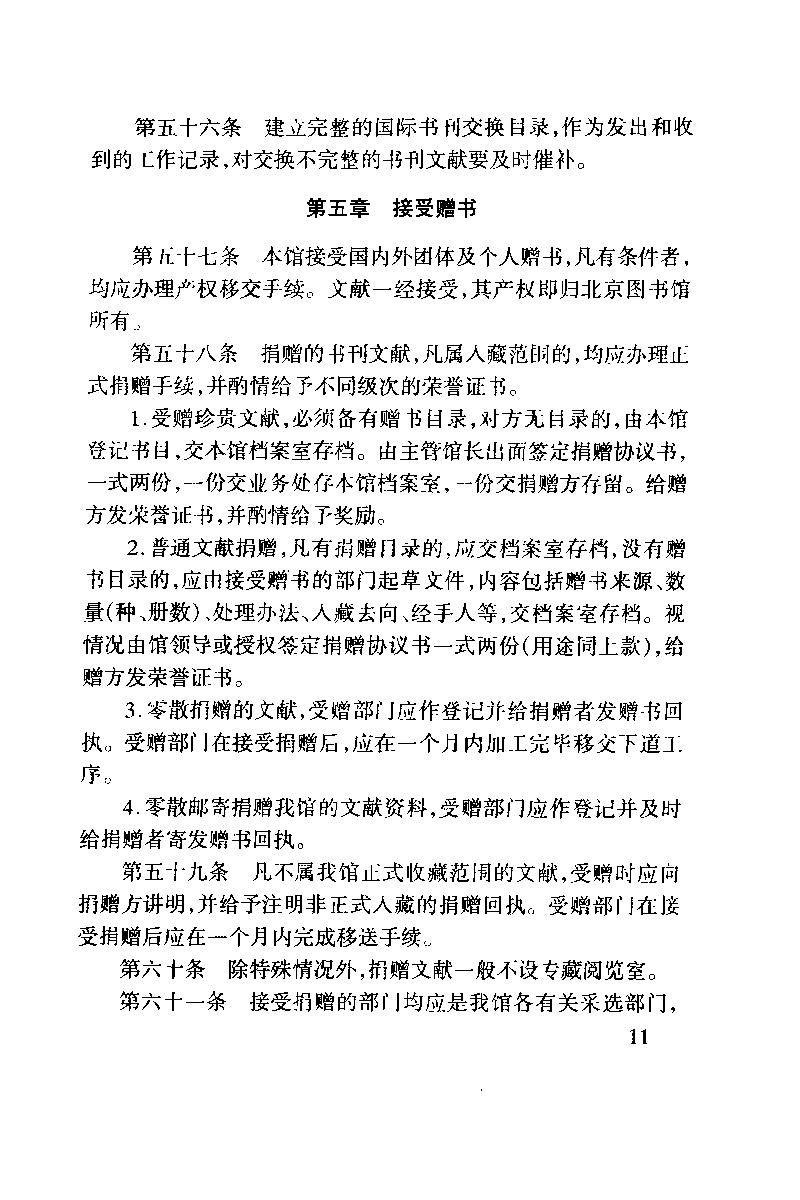 第五十六条　建立完整的国际书刊交换目录,作为发出和收
到的工作记录,对交换不完整的书刊文献要及时催补。
第五章　接受赠书
第五十七条　本馆接受国内外团体及个人赠书,凡有条件者,
均应办理产权移交手续。文献一经接受,其产权即归北京图书馆
所有。
第五十八条　捐赠的书刊文献,凡属入藏范围的,均应办理正
式捐赠手续,并酌情给予不同级次的荣誉证书。
1.受赠珍贵文献,必须备有赠书目录,对方无目录的,由本馆
登记书目,交本馆档案室存档。由主管馆长出面签定捐赠协议书,
一式两份,一份交业务处存本馆档案室,一份交捐赠方存留。给赠
方发荣誉证书,并酌情给予奖励。
2.普通文献捐赠,凡有捐赠目录的,应交档案室存档,没有赠
书目录的,应由接受赠书的部门起草文件,内容包括赠书来源、数
量(种、册数)、处理办法、入藏去向、经手人等,交档案室存档。视
情况由馆领导或授权签定捐赠协议书一式两份(用途同上款),给
赠方发荣誉证书。
3.零散捐赠的文献,受赠部门应作登记并给捐赠者发赠书回
执。受赠部门在接受捐赠后,应在一个月内加工完毕移交下道工
序。
4.零散邮寄捐赠我馆的文献资料,受赠部门应作登记并及时
给捐赠者寄发赠书回执。
第五十九条　凡不属我馆正式收藏范围的文献,受赠时应向
捐赠方讲明,并给予注明非正式入藏的捐赠回执。受赠部门在接
受捐赠后应在一个月内完成移送手续。
第六十条　除特殊情况外,捐赠文献一般不设专藏阅览室。
第六十一条　接受捐赠的部门均应是我馆各有关采选部门,
11